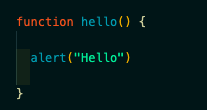 function hello() {
alert("Hello")
}